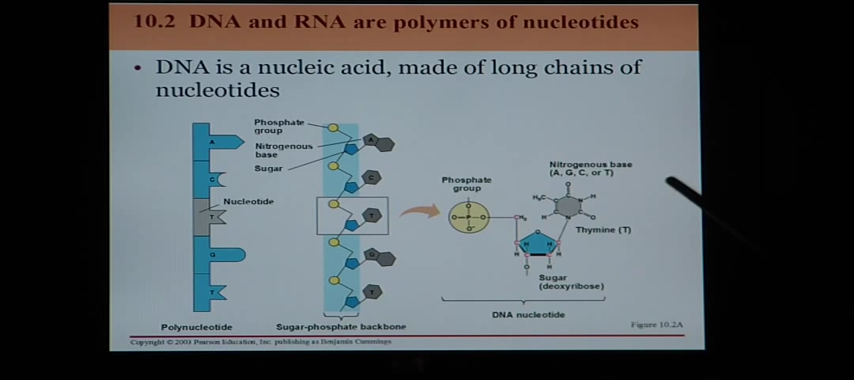 10.2 DNA and RNA are polymers of nucleotides
• DNA is a nucleic acid, made of long chains of
nucleotides
Phosphate
group
Nitrogenous
base
Sugar
Nucleotide
A
C
T
G
T
A
C
T
G
T
Polynucleotide
Sugar-phosphate backbone
Phosphate
group
Nitrogenous base
(A, G, C, or T)
Thymine (T)
Sugar
(deoxyribose)
DNA nucleotide
Figure 10.2A
Copyright © 2003 Pearson Education, Inc. publishing as Benjamin Cummings